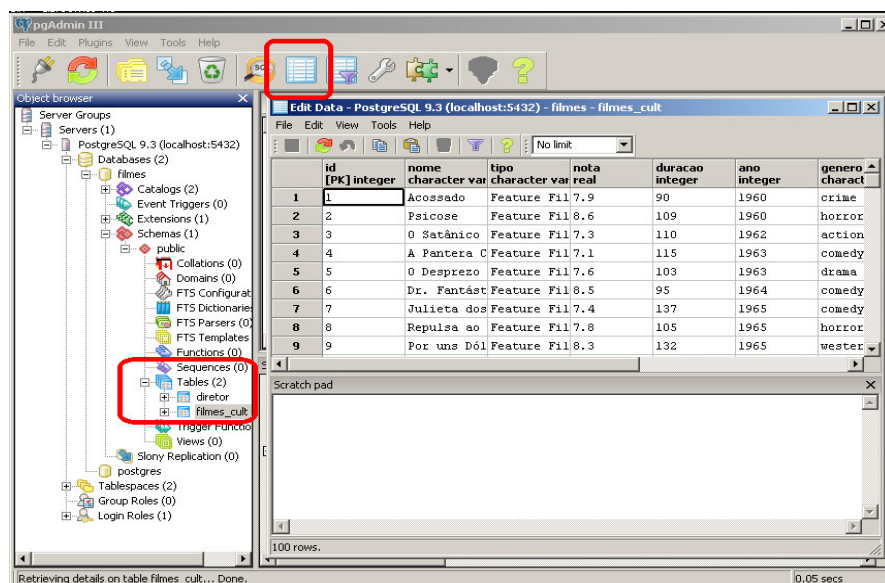 pgAdmin III
File Edit Plugins View Tools Help
SQL
Object browser
Server Groups
Servers (1)
PostgreSQL 9.3 (localhost:5432)
Databases (2)
filmes
Catalogs (2)
Event Triggers (0)
Extensions (1)
Schemas (1)
public
Collations (0)
Domains (0)
FTS Configurat
FTS Dictionarie
FTS Parsers (0)
FTS Templates
Functions (0)
Sequences (0)
Tables (2)
diretor
filmes_cult
Trigger Functio
Views (0)
Slony Replication (0)
postgres
Tablespaces (2)
Group Roles (0)
Login Roles (1)
Edit Data - PostgreSQL 9.3 (localhost:5432) - filmes - filmes_cult
File Edit View Tools Help
No limit
id nome tipo nota duracao ano genero
[PK] integer character var character var real integer integer charact
1 1 Acossado Feature Fil 7.9 90 1960 crime
2 2 Psicose Feature Fil 8.6 109 1960 horror
3 3 O Satânico Feature Fil 7.3 110 1962 action
4 4 A Pantera C Feature Fil 7.1 115 1963 comedy
5 5 O Desprezo Feature Fil 7.6 103 1963 drama
6 6 Dr. Fantást Feature Fil 8.5 95 1964 comedy
7 7 Julieta dos Feature Fil 7.4 137 1965 comedy
8 8 Repulsa ao Feature Fil 7.8 105 1965 horror
9 9 Por uns Dól Feature Fil 8.3 132 1965 wester
Scratch pad
100 rows.
Retrieving details on table filmes_cult... Done.
0.05 secs